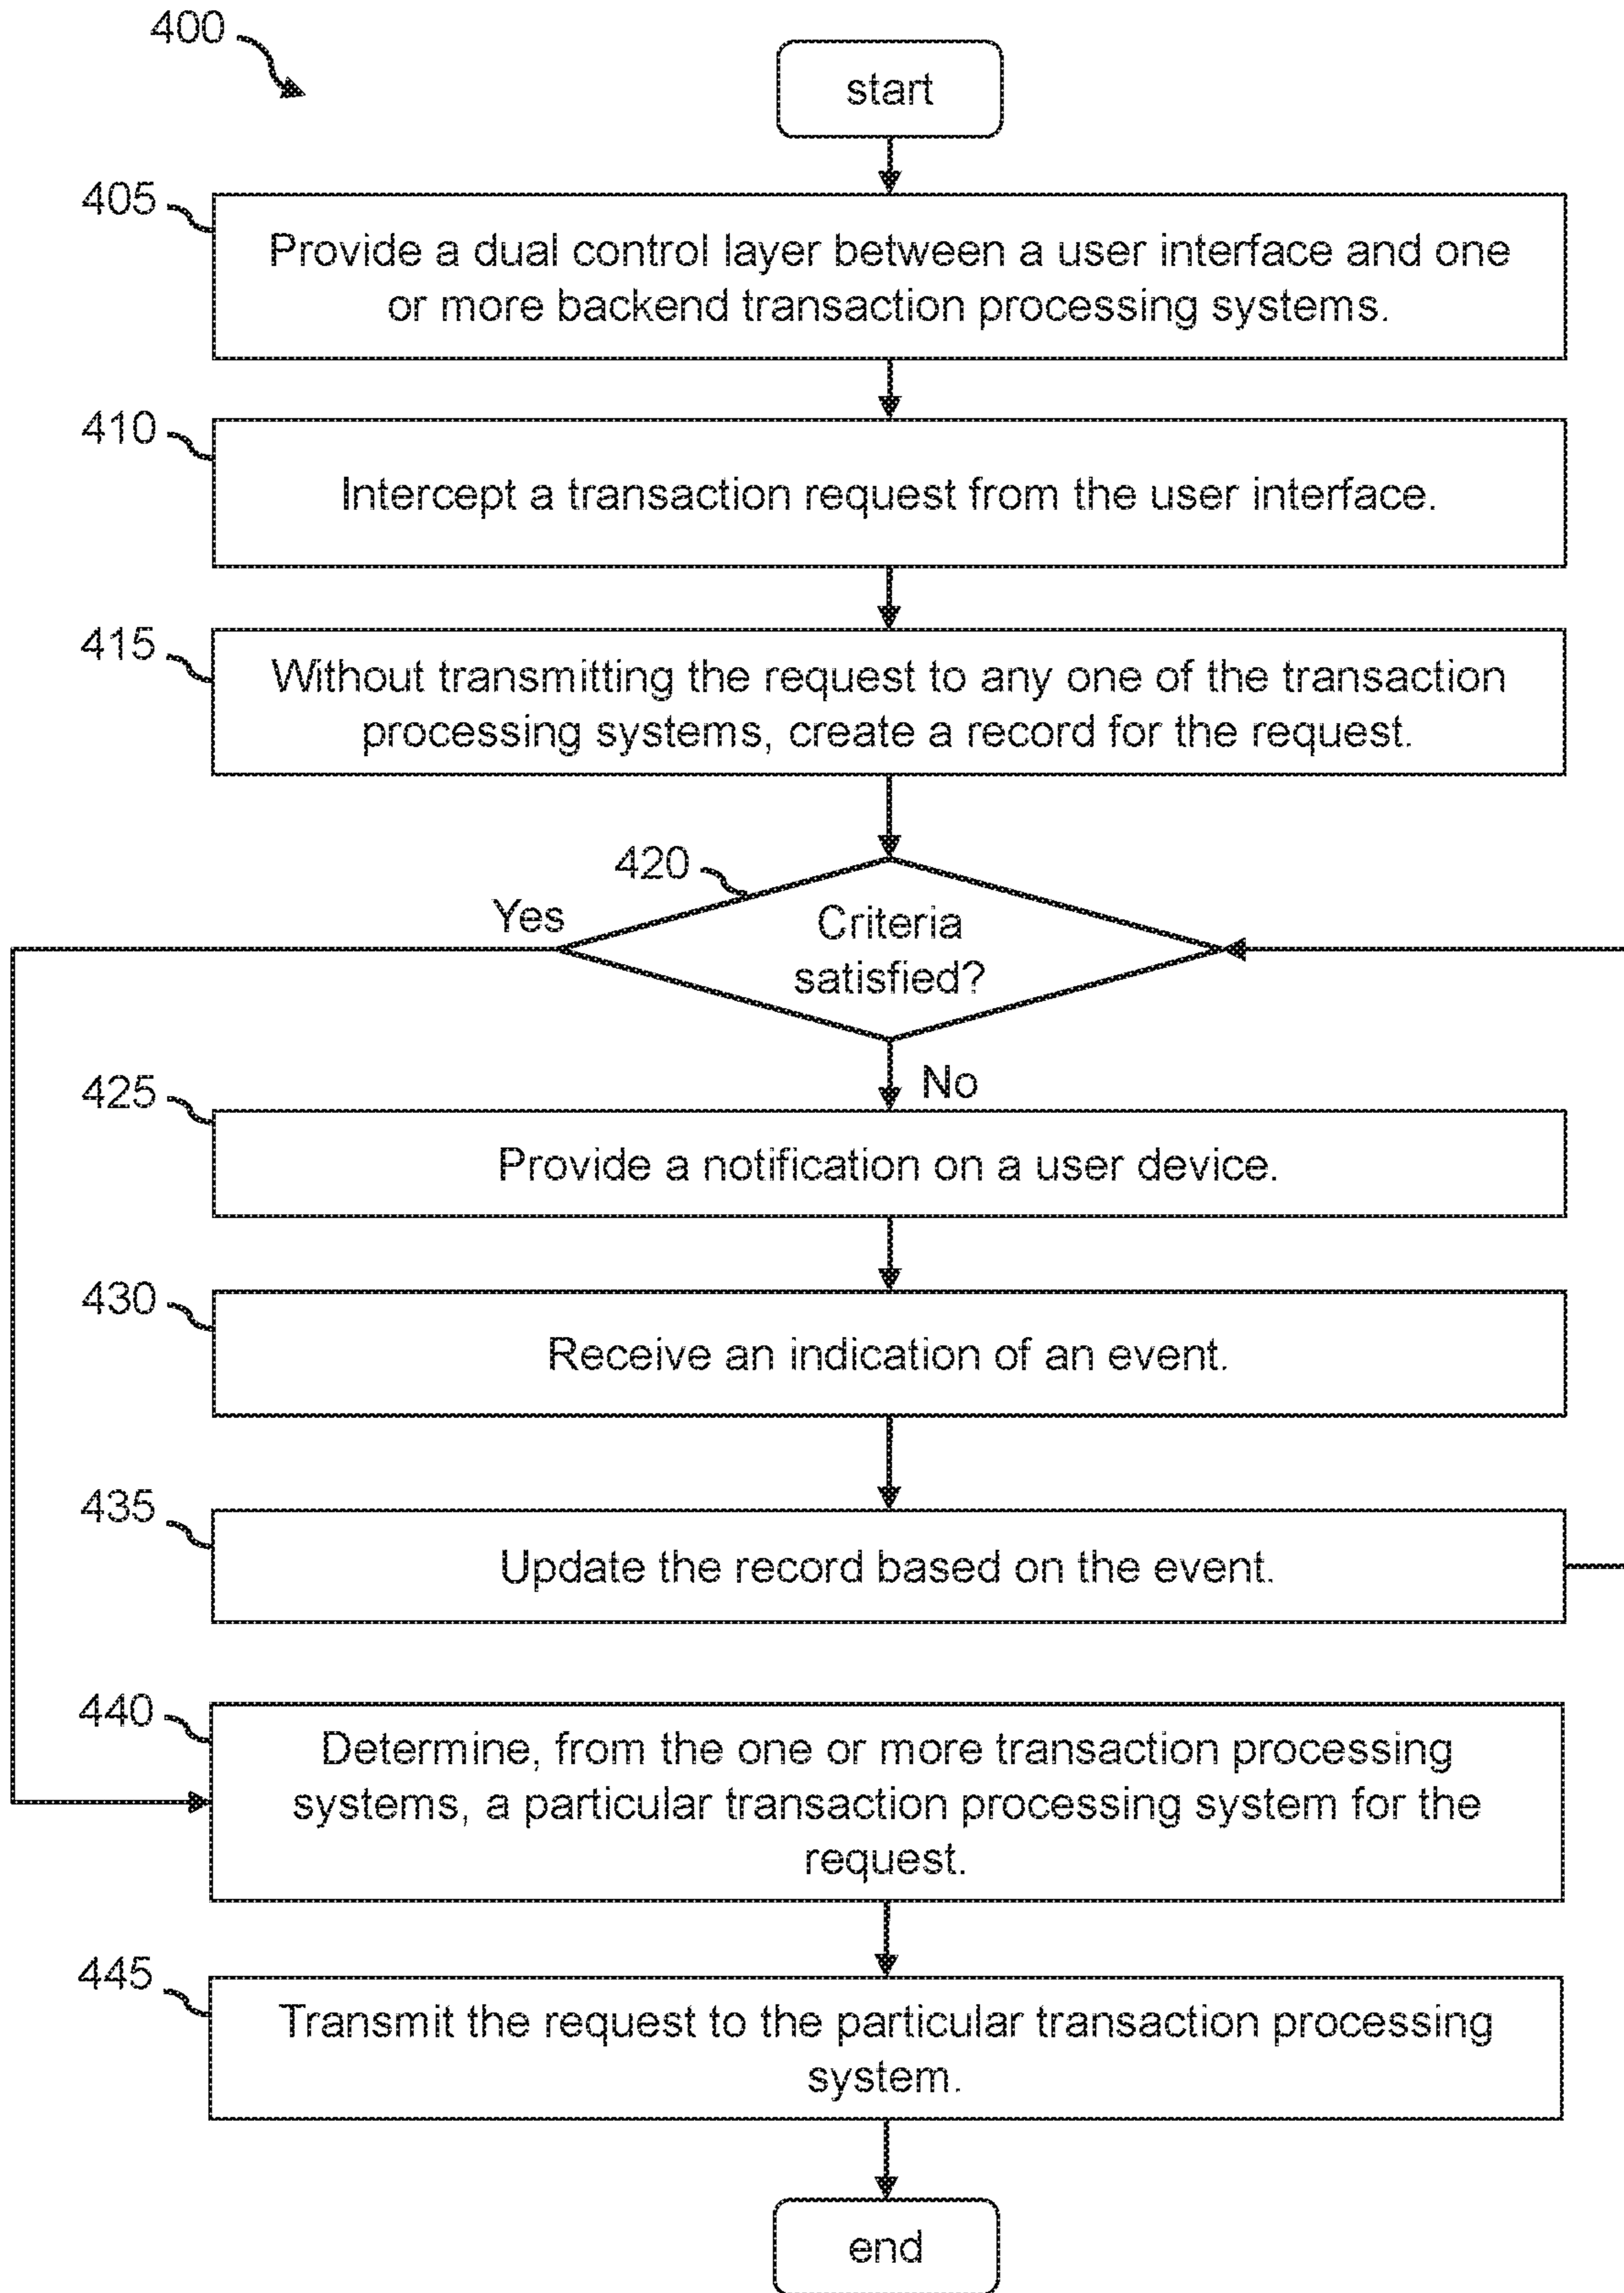 400
start
405
Provide a dual control layer between a user interface and one
or more backend transaction processing systems.
410
Intercept a transaction request from the user interface.
415
Without transmitting the request to any one of the transaction
processing systems, create a record for the request.
420
Yes
Criteria
satisfied?
No
425
Provide a notification on a user device.
430
Receive an indication of an event.
435
Update the record based on the event.
440
Determine, from the one or more transaction processing
systems, a particular transaction processing system for the
request.
445
Transmit the request to the particular transaction processing
system.
end